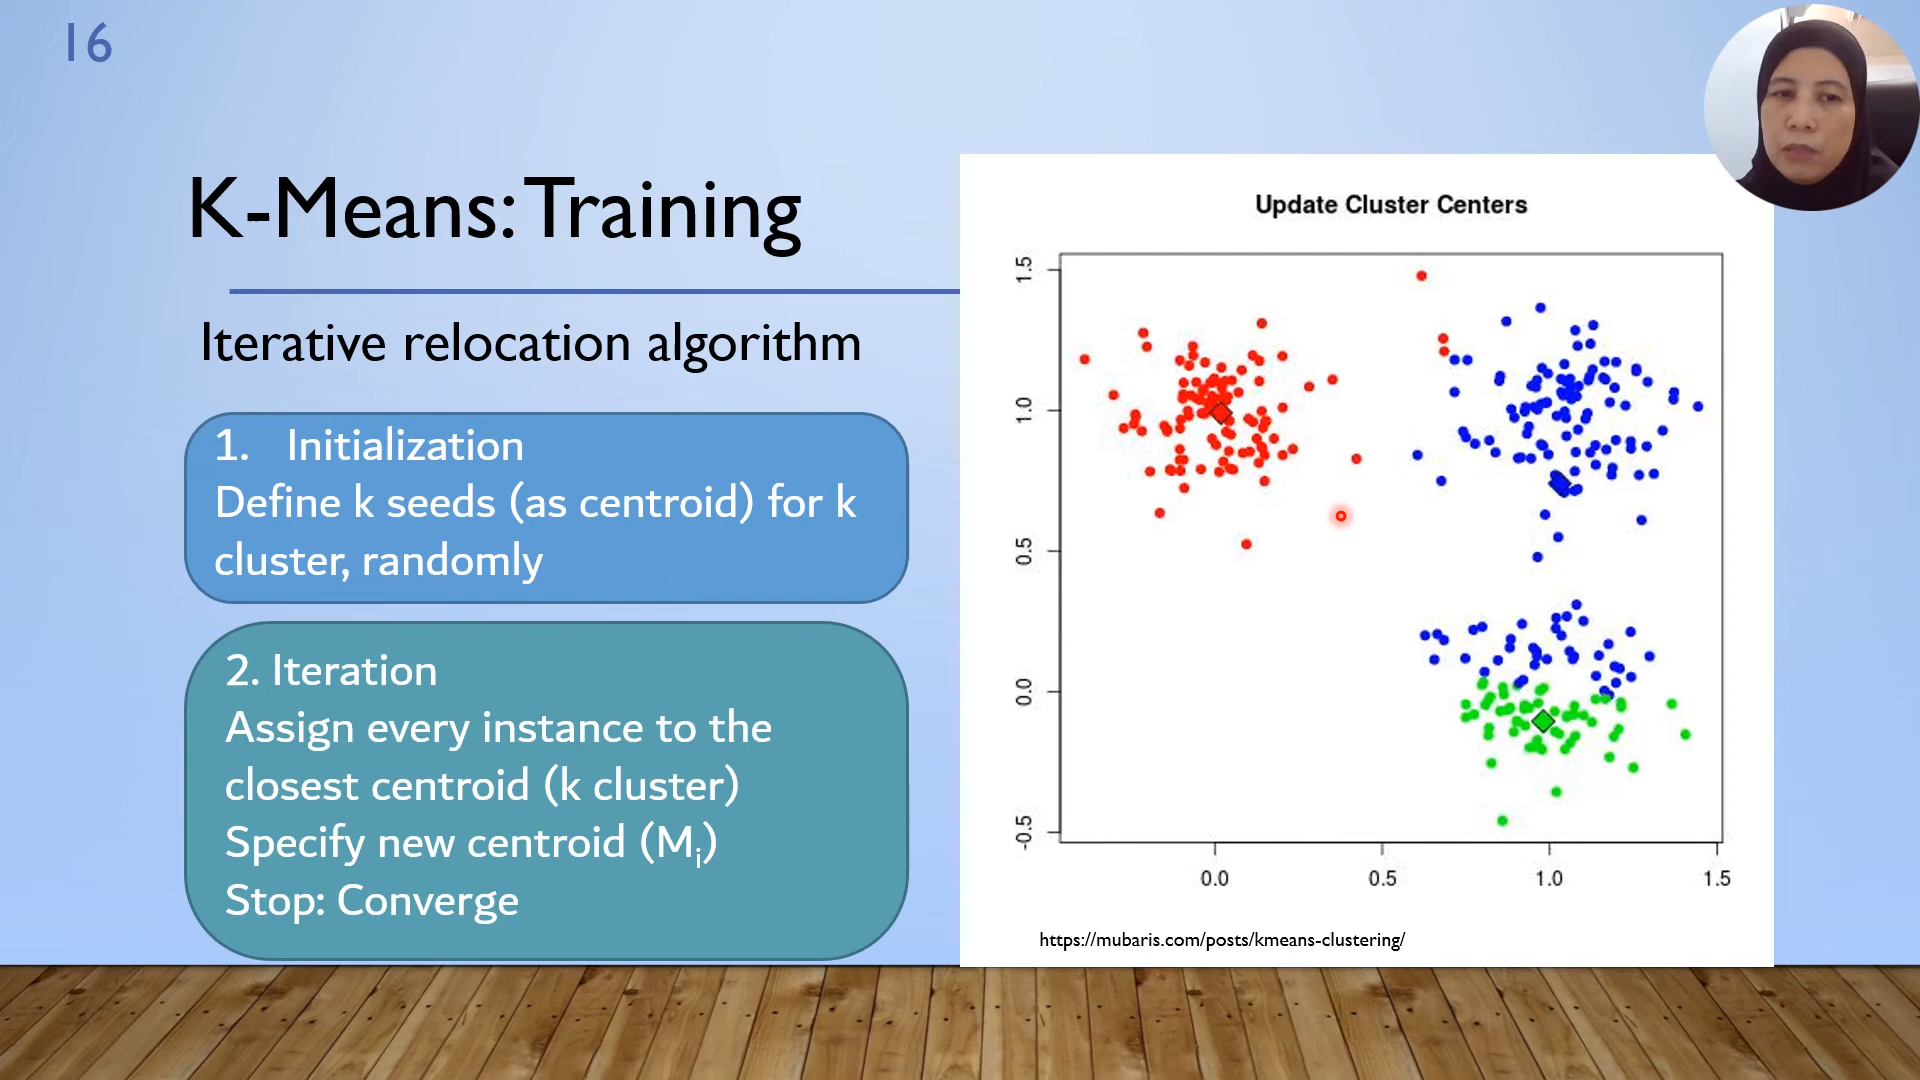 16
K-Means: Training
Iterative relocation algorithm
1. Initialization
Define k seeds (as centroid) for k
cluster, randomly
2. Iteration
Assign every instance to the
closest centroid (k cluster)
Specify new centroid (Mi)
Stop: Converge
Update Cluster Centers
1.5
1.0
0.5
0.0
-0.5
0.0 0.5 1.0 1.5
https://mubaris.com/posts/kmeans-clustering/